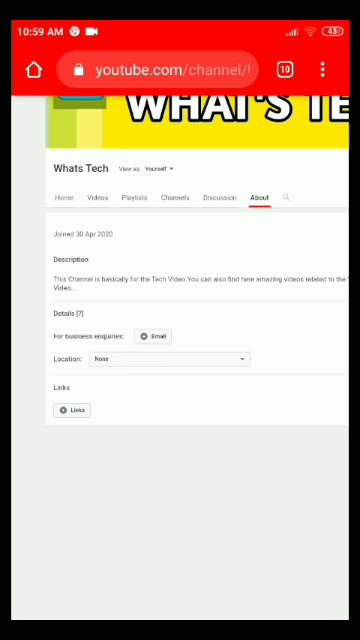 10:59 AM
43
youtube.com/channel/
10
WHAT'S TE
Whats Tech
View as: Yourself
Home Videos Playlists Channels Discussion About
Joined 30 Apr 2020
Description
This Channel is basically for the Tech Video.You can also find here amazing videos related to the
Video...
Details [?]
For business enquiries: Email
Location: None
Links
Links